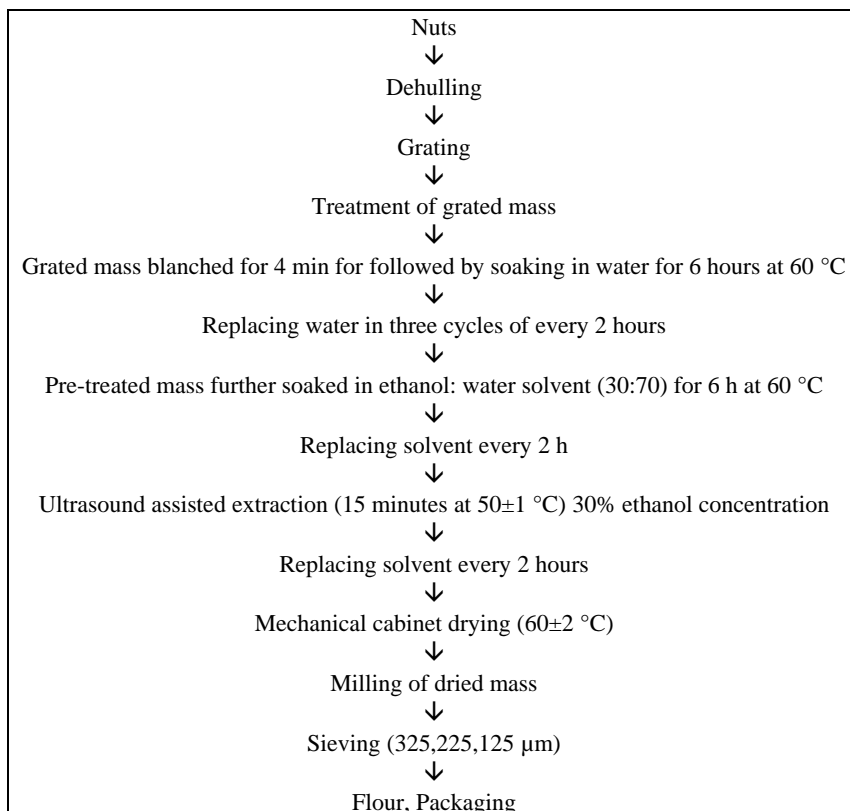 Nuts
↓
Dehulling
↓
Grating
↓
Treatment of grated mass
↓
Grated mass blanched for 4 min for followed by soaking in water for 6 hours at 60 °C
↓
Replacing water in three cycles of every 2 hours
↓
Pre-treated mass further soaked in ethanol: water solvent (30:70) for 6 h at 60 °C
↓
Replacing solvent every 2 h
↓
Ultrasound assisted extraction (15 minutes at 50±1 °C) 30% ethanol concentration
↓
Replacing solvent every 2 hours
↓
Mechanical cabinet drying (60±2 °C)
↓
Milling of dried mass
↓
Sieving (325,225,125 µm)
↓
Flour, Packaging